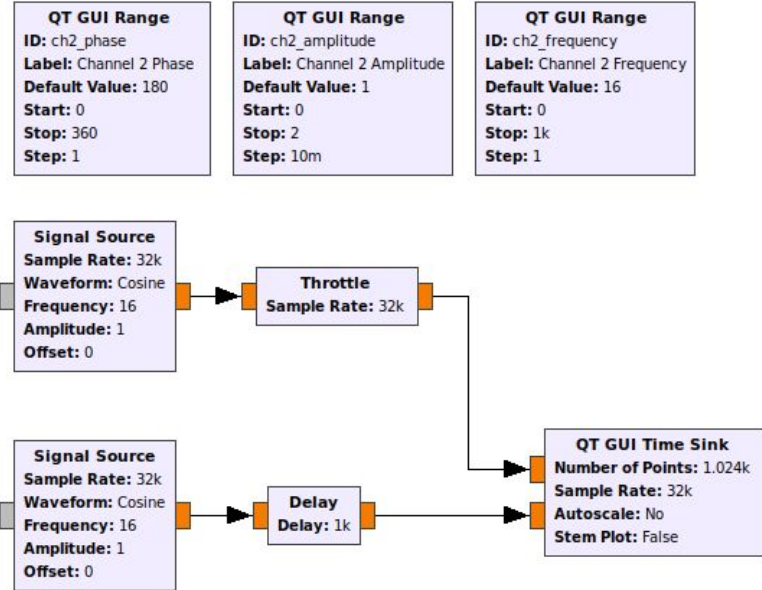 QT GUI Range
ID: ch2_phase
Label: Channel 2 Phase
Default Value: 180
Start: 0
Stop: 360
Step: 1
QT GUI Range
ID: ch2_amplitude
Label: Channel 2 Amplitude
Default Value: 1
Start: 0
Stop: 2
Step: 10m
QT GUI Range
ID: ch2_frequency
Label: Channel 2 Frequency
Default Value: 16
Start: 0
Stop: 1k
Step: 1
Signal Source
Sample Rate: 32k
Waveform: Cosine
Frequency: 16
Amplitude: 1
Offset: 0
Throttle
Sample Rate: 32k
Signal Source
Sample Rate: 32k
Waveform: Cosine
Frequency: 16
Amplitude: 1
Offset: 0
Delay
Delay: 1k
QT GUI Time Sink
Number of Points: 1.024k
Sample Rate: 32k
Autoscale: No
Stem Plot: False